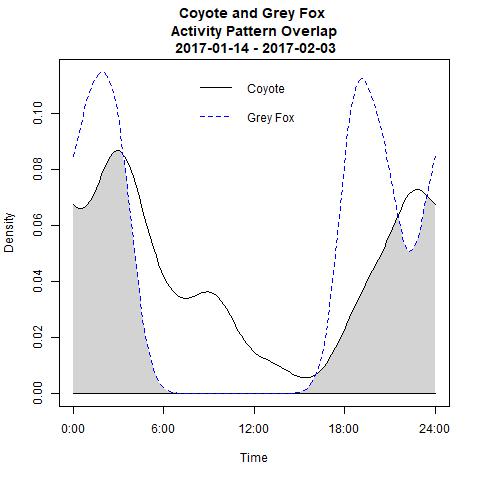 Coyote and Grey Fox
Activity Pattern Overlap
2017-01-14 - 2017-02-03
Coyote
Grey Fox
0.10
0.08
0.06
0.04
0.02
0.00
Density
0:00 6:00 12:00 18:00 24:00
Time